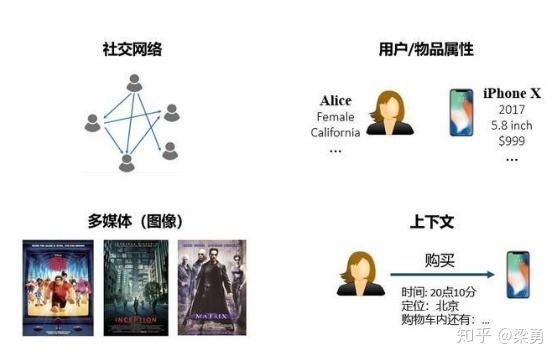 社交网络
用户/物品属性
Alice
Female
California
...
iPhone X
2017
5.8 inch
$999
...
多媒体（图像）
INCEPTION
MATRIX
上下文
购买
时间: 20点10分
定位: 北京
购物车内还有: ...
知乎 @梁勇